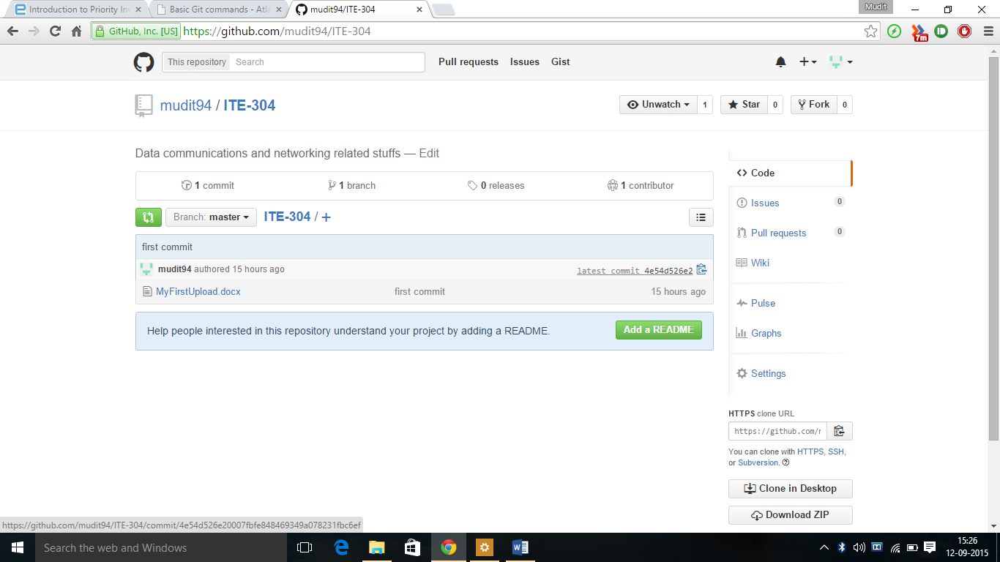 Introduction to Priority Inv
Basic Git commands - Atla
mudit94/ITE-304
Mudit
GitHub, Inc. [US]
https://github.com/mudit94/ITE-304
7m
This repository
Search
Pull requests
Issues
Gist
mudit94 / ITE-304
Unwatch
1
Star
0
Fork
0
Data communications and networking related stuffs — Edit
1 commit
1 branch
0 releases
1 contributor
Branch: master
ITE-304 / +
first commit
mudit94 authored 15 hours ago
latest commit 4e54d526e2
MyFirstUpload.docx
first commit
15 hours ago
Help people interested in this repository understand your project by adding a README.
Add a README
Code
Issues
0
Pull requests
0
Wiki
Pulse
Graphs
Settings
HTTPS clone URL
https://github.com/r
You can clone with HTTPS, SSH,
or Subversion.
Clone in Desktop
Download ZIP
https://github.com/mudit94/ITE-304/commit/4e54d526e20007fbfe848469349a078231fbc6ef
Search the web and Windows
15:26
12-09-2015